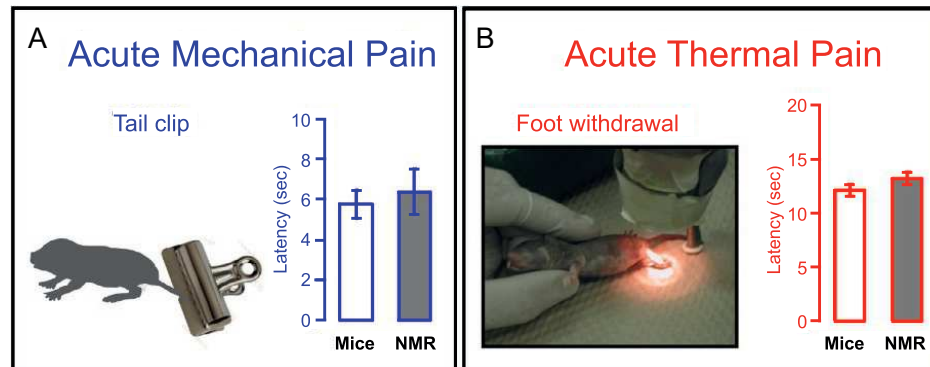 A
Acute Mechanical Pain
Tail clip
Latency (sec)
10
8
6
4
2
0
Mice NMR
B
Acute Thermal Pain
Foot withdrawal
Latency (sec)
20
15
10
5
0
Mice NMR